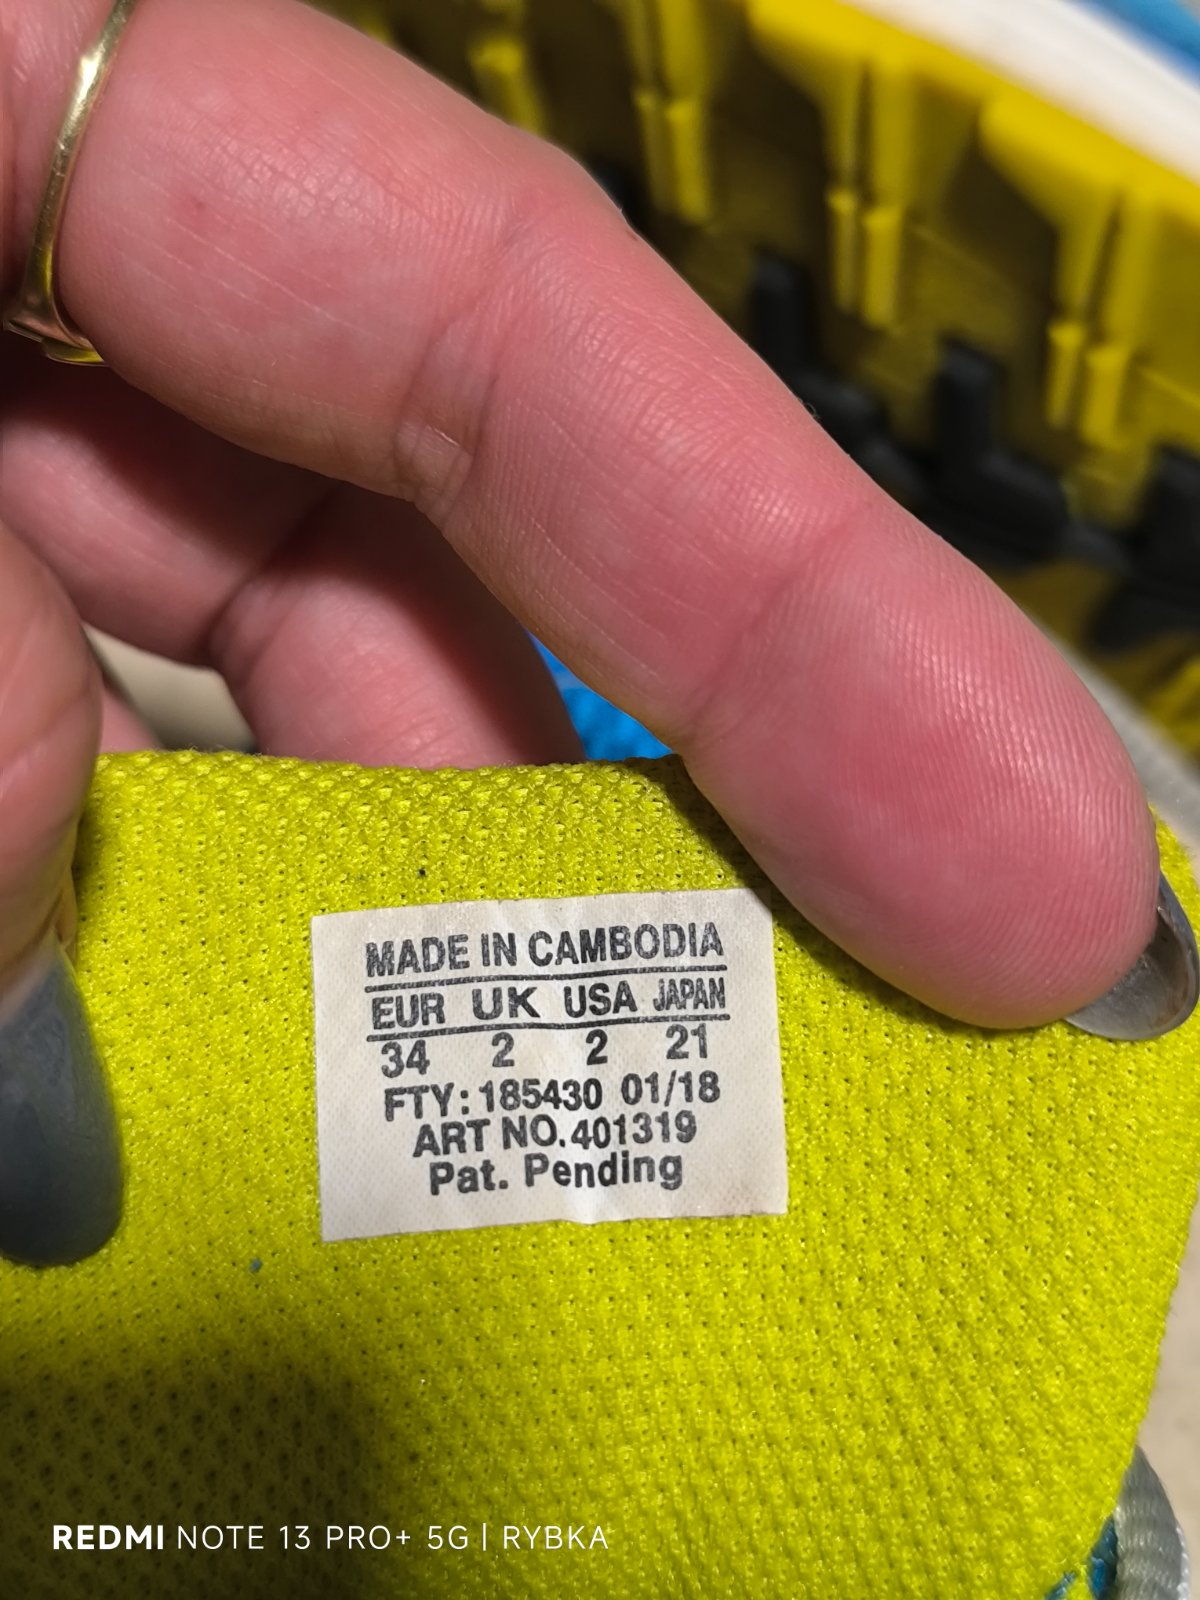 MADE IN CAMBODIA
EUR UK USA JAPAN
34 2 2 21
FTY: 185430 01/18
ART NO. 401319
Pat. Pending
REDMI NOTE 13 PRO+ 5G | RYBKA